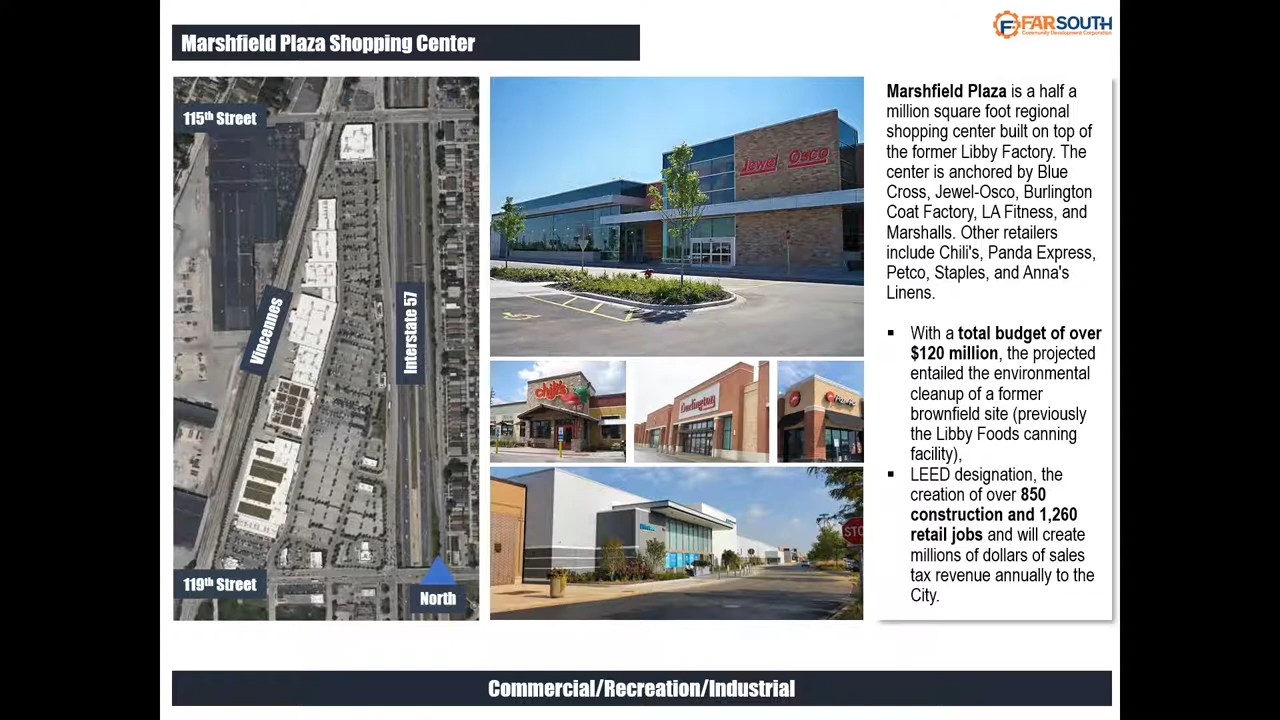 FARSOUTH
Community Development Corporation
Marshfield Plaza Shopping Center
115th Street
Vincennes
Interstate 57
119th Street
North
Jewel Osco
chili's
Burlington
STO
Marshfield Plaza is a half a
million square foot regional
shopping center built on top of
the former Libby Factory. The
center is anchored by Blue
Cross, Jewel-Osco, Burlington
Coat Factory, LA Fitness, and
Marshalls. Other retailers
include Chili's, Panda Express,
Petco, Staples, and Anna's
Linens.
▪ With a total budget of over
$120 million, the projected
entailed the environmental
cleanup of a former
brownfield site (previously
the Libby Foods canning
facility),
▪ LEED designation, the
creation of over 850
construction and 1,260
retail jobs and will create
millions of dollars of sales
tax revenue annually to the
City.
Commercial/Recreation/Industrial